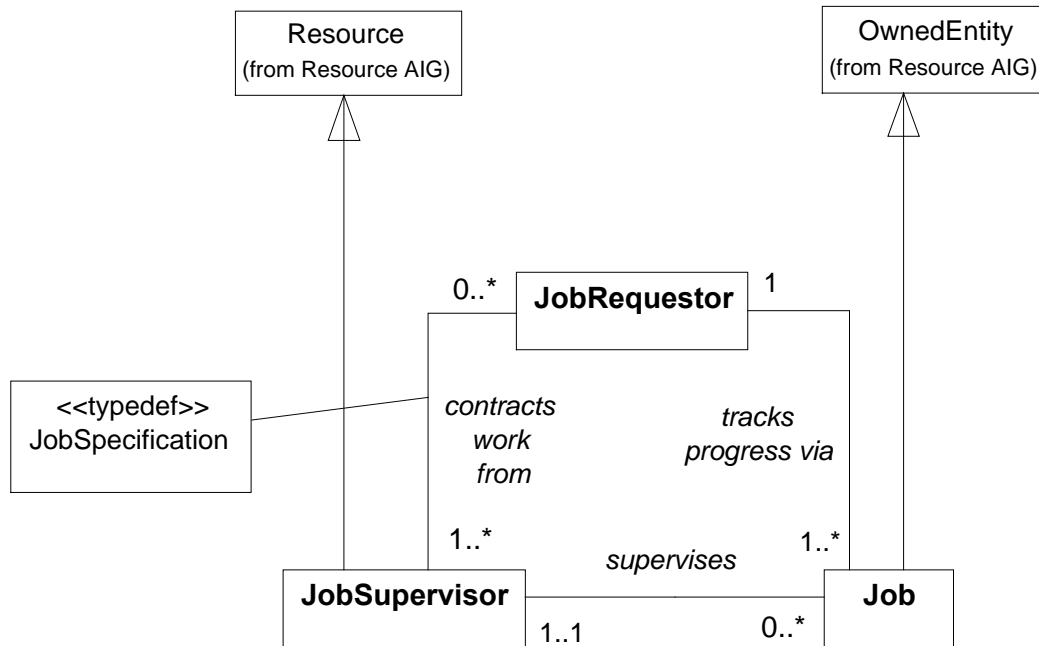 Resource
(from Resource AIG)
OwnedEntity
(from Resource AIG)
0..*
JobRequestor
1
<<typedef>>
JobSpecification
contracts
work
from
tracks
progress via
1..*
supervises
1..*
JobSupervisor
Job
1..1
0..*